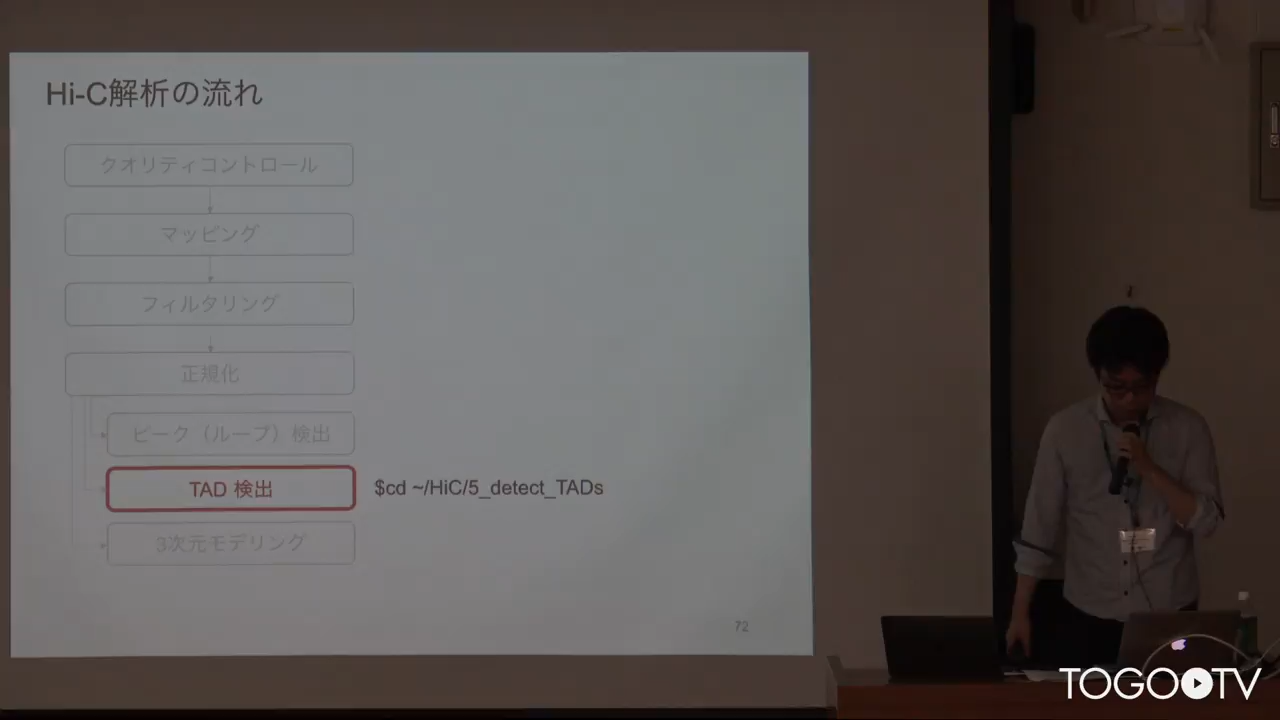 Hi-C解析の流れ
クオリティコントロール
マッピング
フィルタリング
正規化
ピーク（ループ）検出
TAD 検出
$cd ~/HiC/5_detect_TADs
3次元モデリング
72
TOGO TV